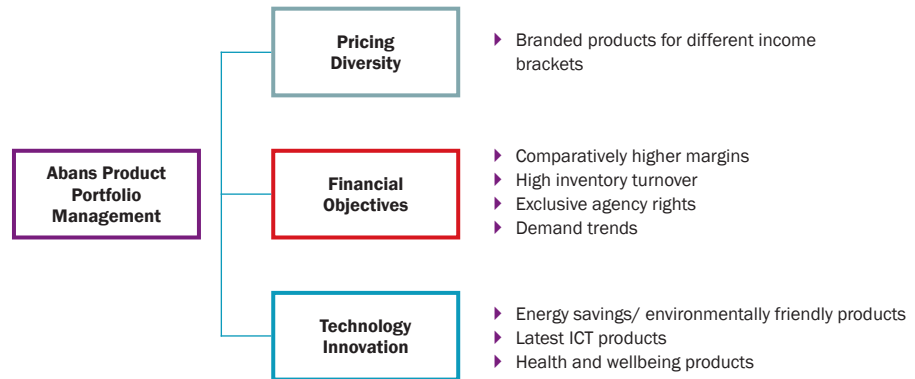 Pricing
Diversity
Branded products for different income
brackets
Abans Product
Portfolio
Management
Financial
Objectives
Comparatively higher margins
High inventory turnover
Exclusive agency rights
Demand trends
Technology
Innovation
Energy savings/ environmentally friendly products
Latest ICT products
Health and wellbeing products